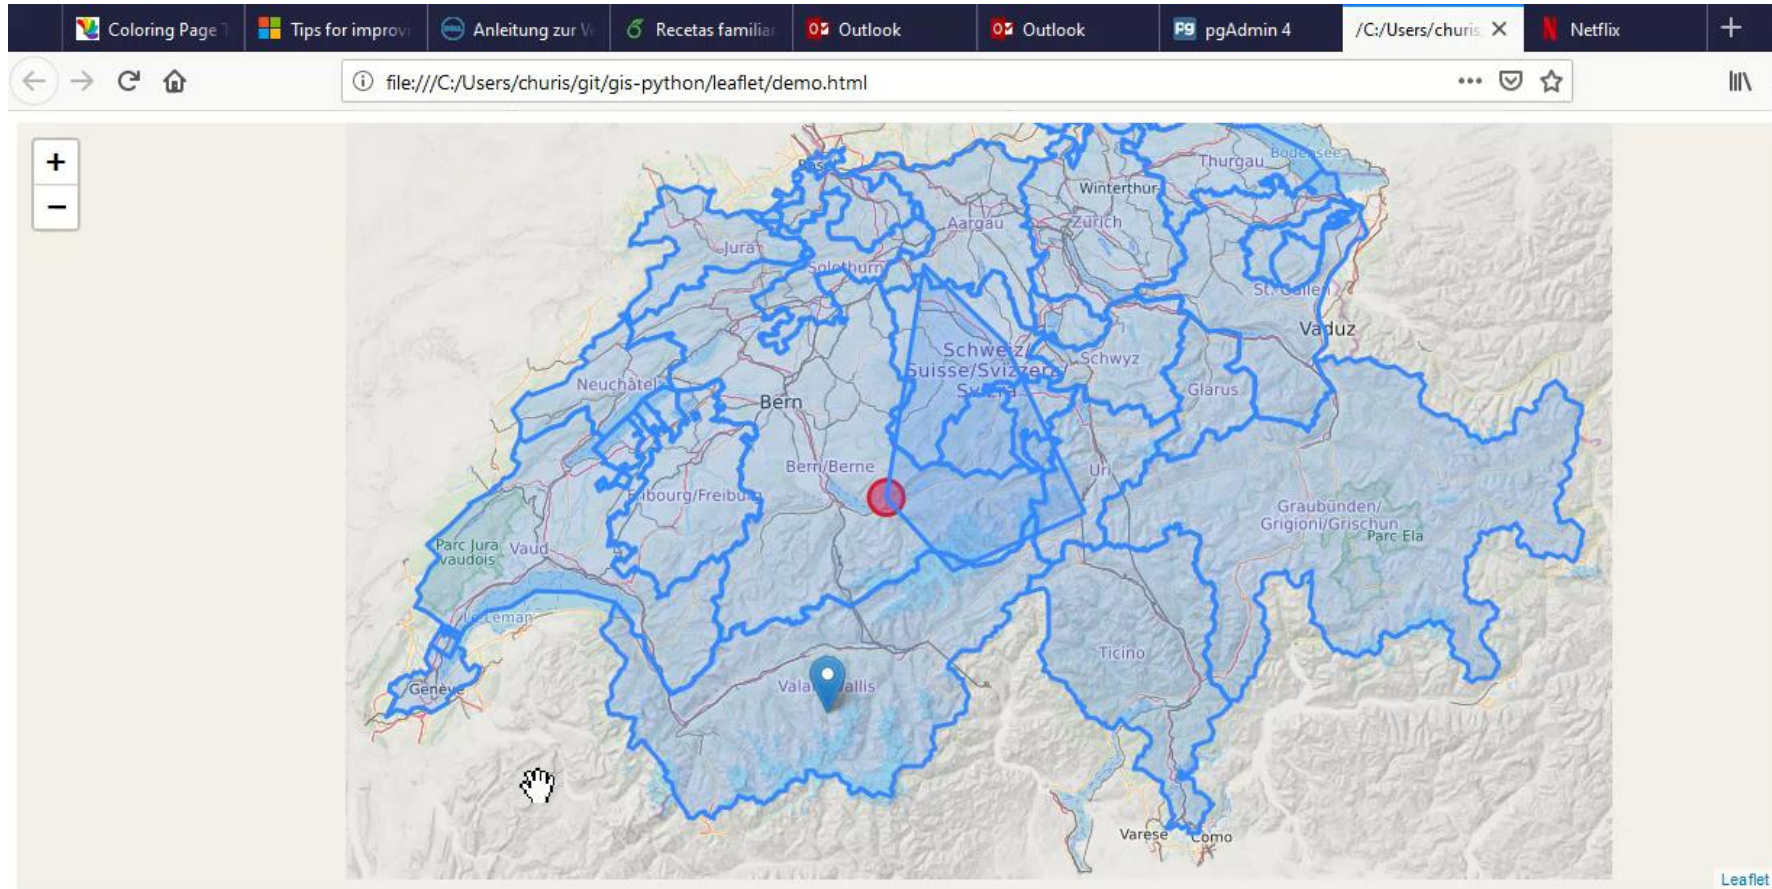 Coloring Page T
Tips for improvi
Anleitung zur V
Recetas familiar
Outlook
Outlook
pgAdmin 4
/C:/Users/churis
Netflix
file:///C:/Users/churis/git/gis-python/leaflet/demo.html
+
−
Basel
Thurgau
Bodensee
Winterthur
Aargau
Zürich
Jura
Solothurn
St. Gallen
Vaduz
Schweiz/
Suisse/Svizzera/
Svizra
Schwyz
Neuchâtel
Glarus
Bern
Bern/Berne
Uri
Fribourg/Freiburg
Graubünden/
Grigioni/Grischun
Parc Ela
Parc Jura
vaudois
Vaud
Le Léman
Ticino
Genève
Varese
Como
Leaflet